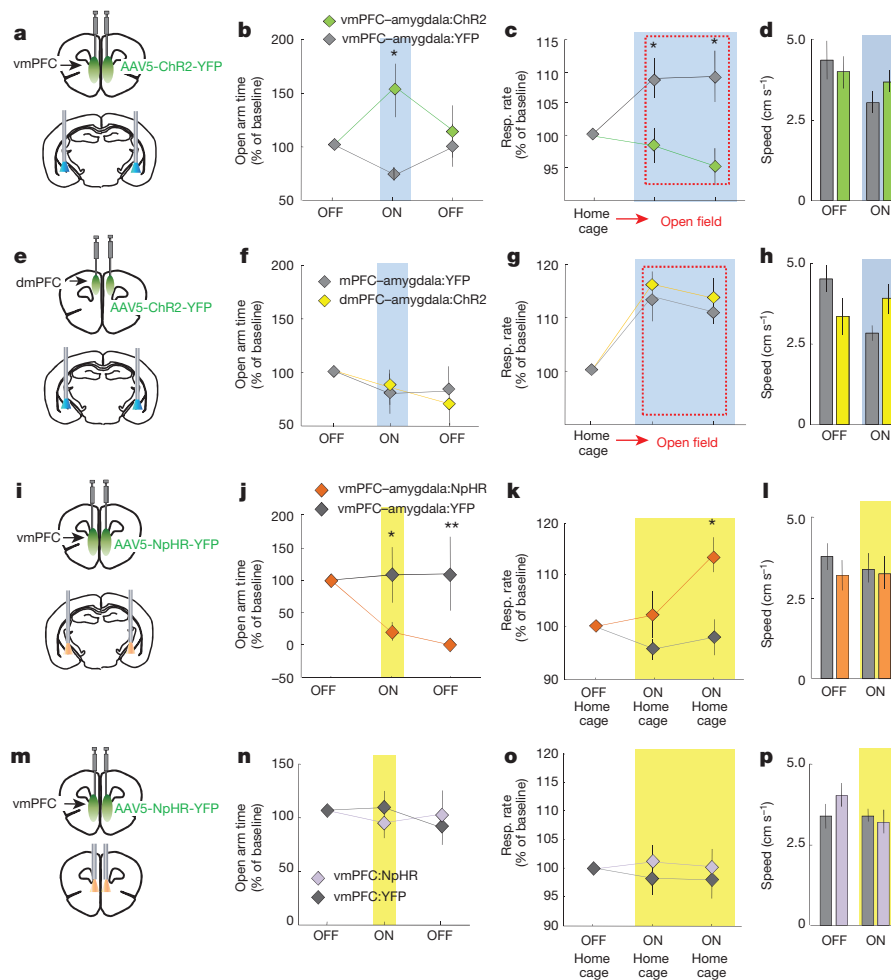 a
vmPFC
AAV5-ChR2-YFP
b
vmPFC–amygdala:ChR2
vmPFC–amygdala:YFP
Open arm time
(% of baseline)
200
150
100
50
*
OFF
ON
OFF
c
Resp. rate
(% of baseline)
115
110
105
100
95
*
*
Home
cage
Open field
d
Speed (cm s⁻¹)
5.0
2.5
0
OFF
ON
e
dmPFC
AAV5-ChR2-YFP
f
mPFC–amygdala:YFP
dmPFC–amygdala:ChR2
Open arm time
(% of baseline)
200
150
100
50
OFF
ON
OFF
g
Resp. rate
(% of baseline)
120
110
100
Home
cage
Open field
h
Speed (cm s⁻¹)
5.0
2.5
0
OFF
ON
i
vmPFC
AAV5-NpHR-YFP
j
vmPFC–amygdala:NpHR
vmPFC–amygdala:YFP
Open arm time
(% of baseline)
200
150
100
50
0
–50
*
**
OFF
ON
OFF
k
Resp. rate
(% of baseline)
120
110
100
90
*
OFF
Home
cage
ON
Home
cage
ON
Home
cage
l
Speed (cm s⁻¹)
5.0
2.5
0
OFF
ON
m
vmPFC
AAV5-NpHR-YFP
n
Open arm time
(% of baseline)
150
100
50
0
vmPFC:NpHR
vmPFC:YFP
OFF
ON
OFF
o
Resp. rate
(% of baseline)
120
115
120
110
105
100
95
90
OFF
Home
cage
ON
Home
cage
ON
Home
cage
p
Speed (cm s⁻¹)
5.0
2.5
0
OFF
ON